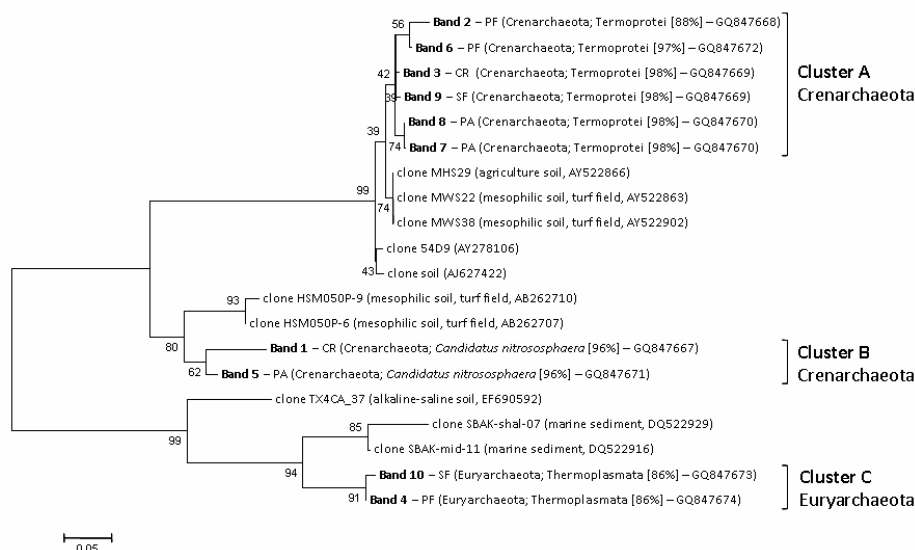 56
Band 2 – PF (Crenarchaeota; Termoprotei [88%] – GQ847668)
Band 6 – PF (Crenarchaeota; Termoprotei [97%] – GQ847672)
42
Band 3 – CR (Crenarchaeota; Termoprotei [98%] – GQ847669)
Cluster A
Crenarchaeota
39
Band 9 – SF (Crenarchaeota; Termoprotei [98%] – GQ847669)
Band 8 – PA (Crenarchaeota; Termoprotei [98%] – GQ847670)
39
74
Band 7 – PA (Crenarchaeota; Termoprotei [98%] – GQ847670)
clone MHS29 (agriculture soil, AY522866)
99
clone MWS22 (mesophilic soil, turf field, AY522863)
74
clone MWS38 (mesophilic soil, turf field, AY522902)
clone 54D9 (AY278106)
43
clone soil (AJ627422)
93
clone HSM050P-9 (mesophilic soil, turf field, AB262710)
clone HSM050P-6 (mesophilic soil, turf field, AB262707)
80
Band 1 – CR (Crenarchaeota; Candidatus nitrososphaera [96%] – GQ847667)
Cluster B
Crenarchaeota
62
Band 5 – PA (Crenarchaeota; Candidatus nitrososphaera [96%] – GQ847671)
clone TX4CA_37 (alkaline-saline soil, EF690592)
85
clone SBAK-shal-07 (marine sediment, DQ522929)
99
clone SBAK-mid-11 (marine sediment, DQ522916)
94
Band 10 – SF (Euryarchaeota; Thermoplasmata [86%] – GQ847673)
Cluster C
Euryarchaeota
91
Band 4 – PF (Euryarchaeota; Thermoplasmata [86%] – GQ847674)
0.05